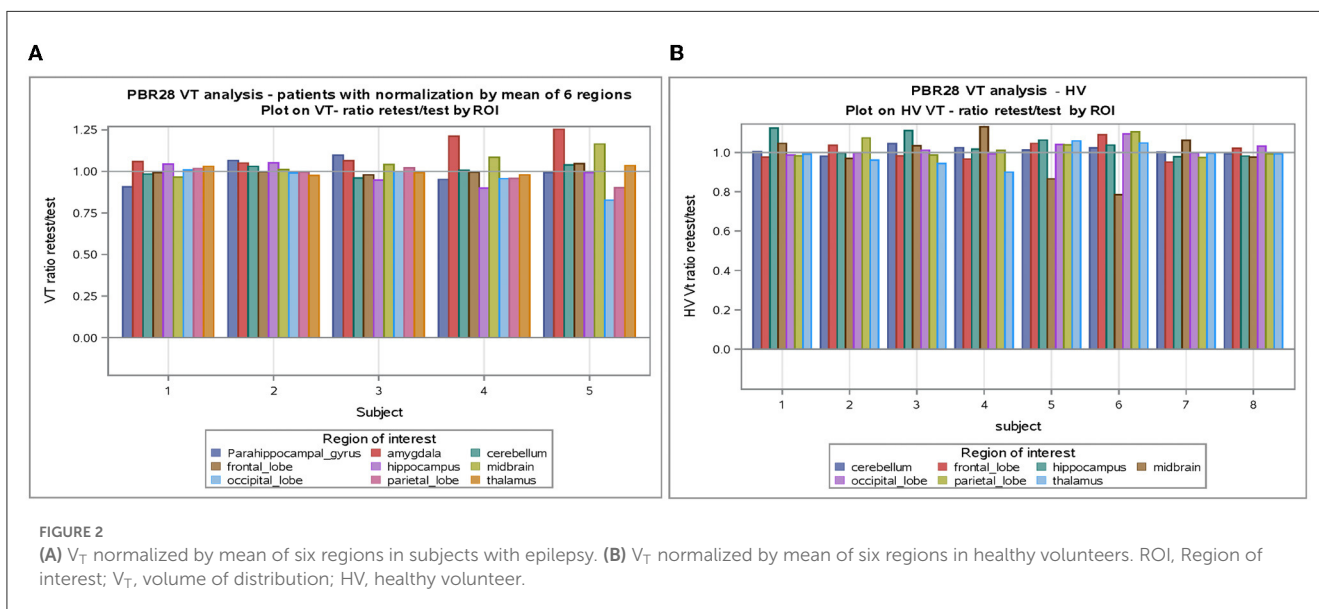 A
PBR28 VT analysis - patients with normalization by mean of 6 regions
Plot on VT- ratio retest/test by ROI
VT ratio retest/test
1.25
1.00
0.75
0.50
0.25
0.00
1 2 3 4 5
Subject
Region of interest
Parahippocampal_gyrus amygdala cerebellum
frontal_lobe hippocampus midbrain
occipital_lobe parietal_lobe thalamus
B
PBR28 VT analysis - HV
Plot on HV VT - ratio retest/test by ROI
HV Vt ratio retest/test
1.0
0.8
0.6
0.4
0.2
0.0
1 2 3 4 5 6 7 8
subject
Region of interest
cerebellum frontal_lobe hippocampus midbrain
occipital_lobe parietal_lobe thalamus
FIGURE 2
(A) VT normalized by mean of six regions in subjects with epilepsy. (B) VT normalized by mean of six regions in healthy volunteers. ROI, Region of
interest; VT, volume of distribution; HV, healthy volunteer.